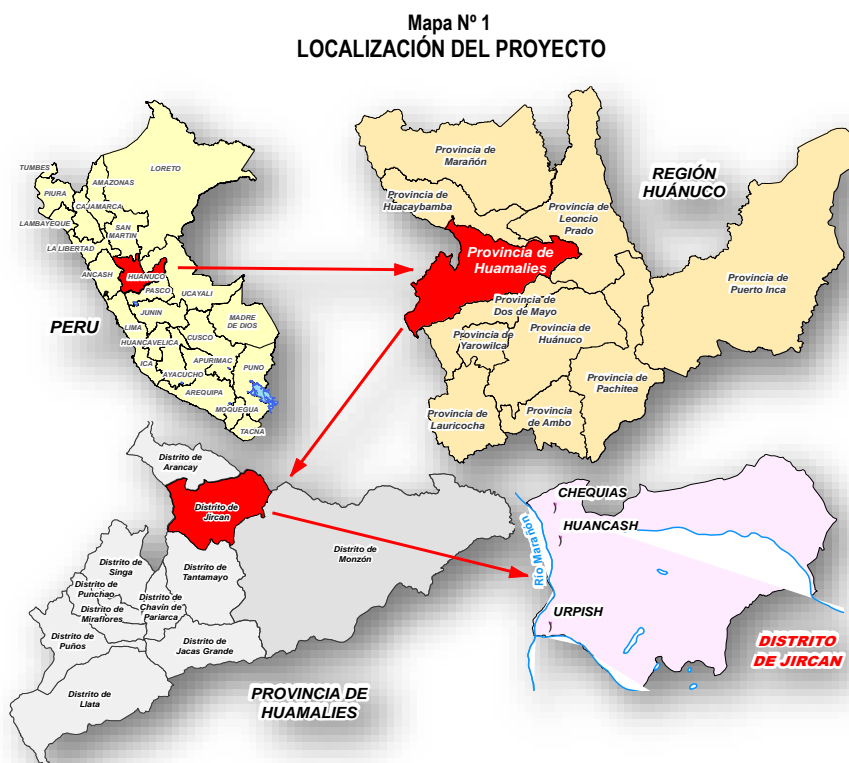 Mapa Nº 1
LOCALIZACIÓN DEL PROYECTO
TUMBES
LORETO
PIURA
AMAZONAS
CAJAMARCA
LAMBAYEQUE
SAN
MARTIN
LA LIBERTAD
ANCASH
HUANUCO
PASCO
UCAYALI
JUNIN
LIMA
MADRE
DE DIOS
HUANCAVELICA
CUSCO
ICA
APURIMAC
AYACUCHO
PUNO
AREQUIPA
MOQUEGUA
TACNA
PERU
Provincia de
Marañón
Provincia de
Huacaybamba
Provincia de
Leoncio
Prado
REGIÓN
HUÁNUCO
Provincia de
Huamalies
Provincia de
Puerto Inca
Provincia de
Dos de Mayo
Provincia de
Yarowilca
Provincia de
Huánuco
Provincia de
Pachitea
Provincia de
Lauricocha
Provincia
de Ambo
Distrito de
Arancay
Distrito de
Jircan
Distrito de
Monzón
Distrito de
Singa
Distrito de
Tantamayo
Distrito de
Punchao
Distrito de
Miraflores
Distrito de
Chavín de
Pariarca
Distrito de
Puños
Distrito de
Jacas Grande
Distrito de
Llata
PROVINCIA DE
HUAMALIES
CHEQUIAS
HUANCASH
Río Marañón
URPISH
DISTRITO
DE JIRCAN